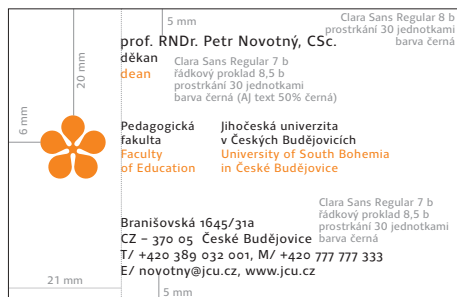 5 mm
Clara Sans Regular 8 b
prostrkání 30 jednotkami
barva černá
prof. RNDr. Petr Novotný, CSc.
děkan
dean
Clara Sans Regular 7 b
řádkový proklad 8,5 b
prostrkání 30 jednotkami
barva černá (AJ text 50% černá)
20 mm
6 mm
Pedagogická
fakulta
Faculty
of Education
Jihočeská univerzita
v Českých Budějovicích
University of South Bohemia
in České Budějovice
Clara Sans Regular 7 b
řádkový proklad 8,5 b
prostrkání 30 jednotkami
barva černá
Branišovská 1645/31a
CZ – 370 05 České Budějovice
T/ +420 389 032 001, M/ +420 777 777 333
E/ novotny@jcu.cz, www.jcu.cz
21 mm
5 mm